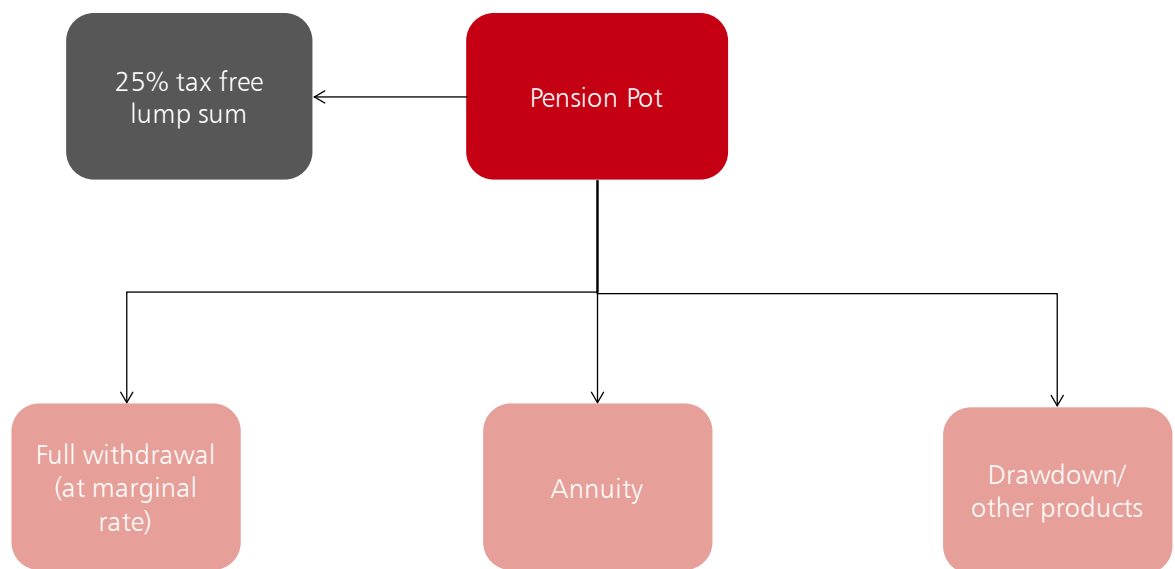 25% tax free
lump sum
Pension Pot
Full withdrawal
(at marginal
rate)
Annuity
Drawdown/
other products